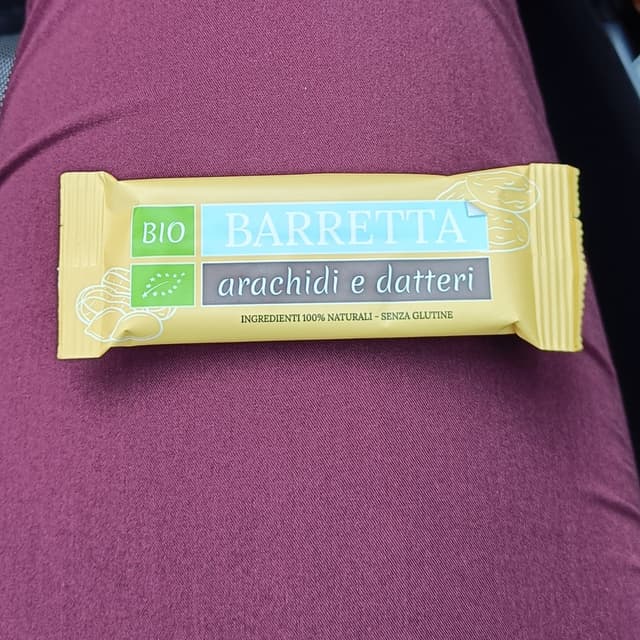 BIO
BARRETTA
arachidi e datteri
INGREDIENTI 100% NATURALI - SENZA GLUTINE